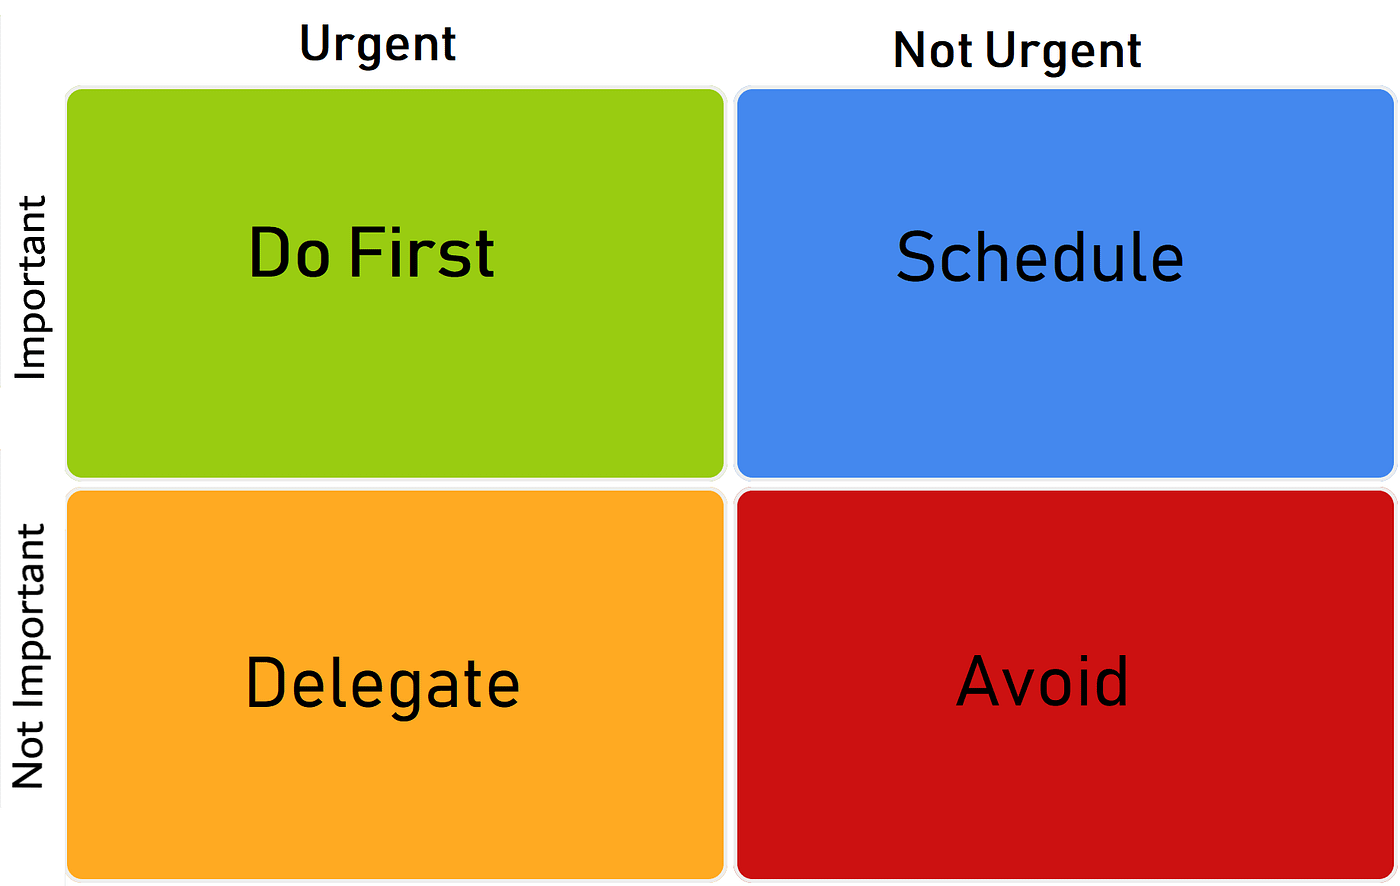 Urgent
Not Urgent
Important
Do First
Schedule
Not Important
Delegate
Avoid